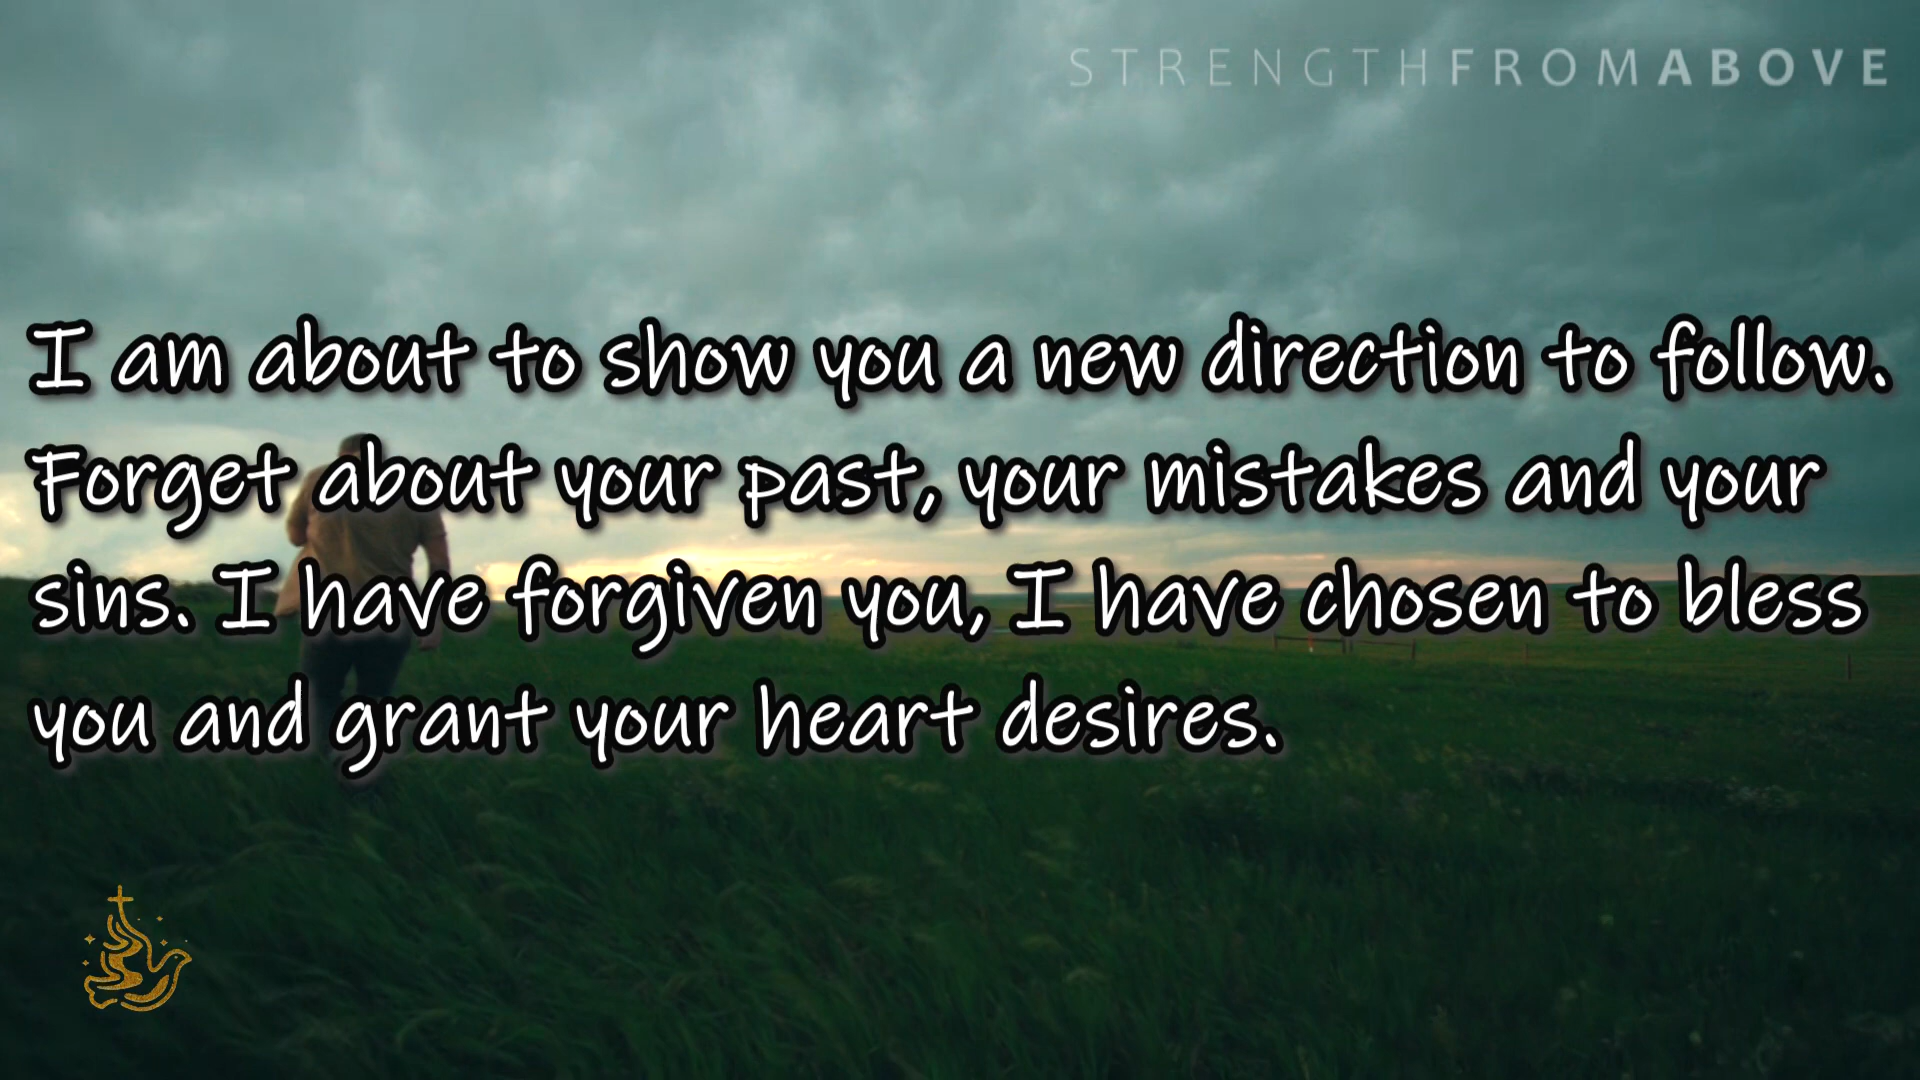 STRENGTHFROMABOVE
I am about to show you a new direction to follow.
Forget about your past, your mistakes and your
sins. I have forgiven you, I have chosen to bless
you and grant your heart desires.